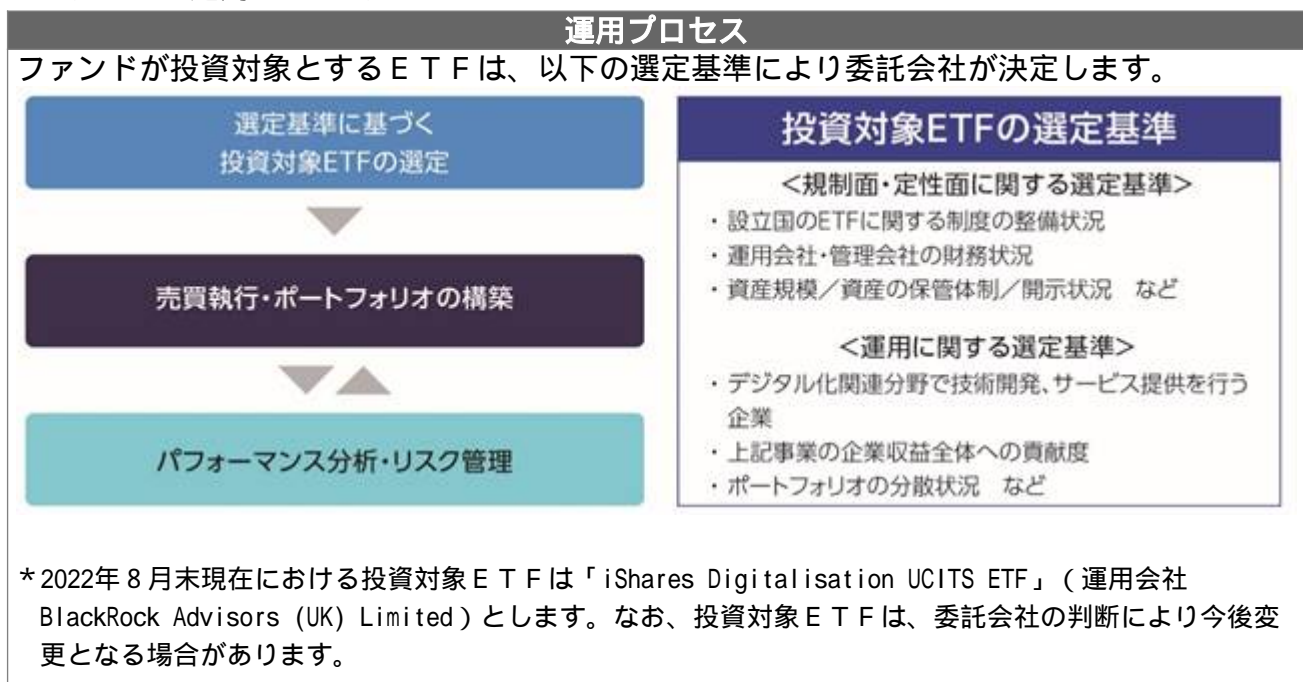 運用プロセス
ファンドが投資対象とするＥＴＦは、以下の選定基準により委託会社が決定します。
選定基準に基づく
投資対象ETFの選定
売買執行・ポートフォリオの構築
パフォーマンス分析・リスク管理
投資対象ETFの選定基準
＜規制面・定性面に関する選定基準＞
・設立国のETFに関する制度の整備状況
・運用会社・管理会社の財務状況
・資産規模／資産の保管体制／開示状況　など
＜運用に関する選定基準＞
・デジタル化関連分野で技術開発、サービス提供を行う
企業
・上記事業の企業収益全体への貢献度
・ポートフォリオの分散状況　など
＊2022年８月末現在における投資対象ＥＴＦは「iShares Digitalisation UCITS ETF」（運用会社
BlackRock Advisors (UK) Limited）とします。なお、投資対象ＥＴＦは、委託会社の判断により今後変
更となる場合があります。